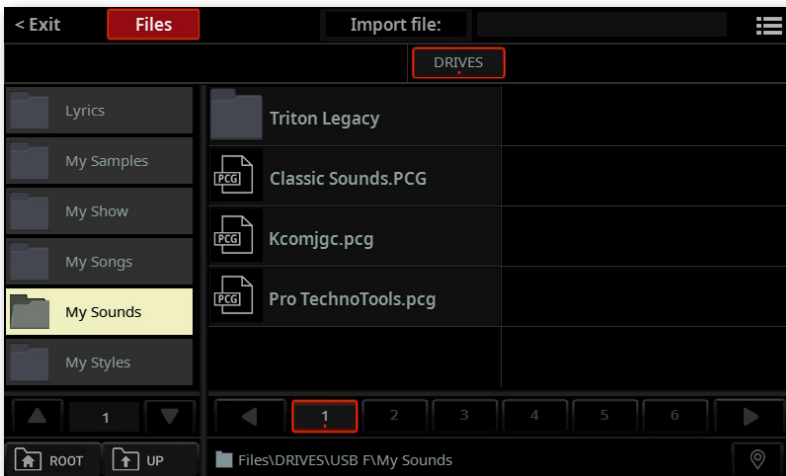 < Exit Files Import file:
DRIVES
Lyrics
My Samples
My Show
My Songs
My Sounds
My Styles
Triton Legacy
PCG Classic Sounds.PCG
PCG Kcomjgc.pcg
PCG Pro TechnoTools.pcg
1
1 2 3 4 5 6
ROOT UP
Files\DRIVES\USB F\My Sounds